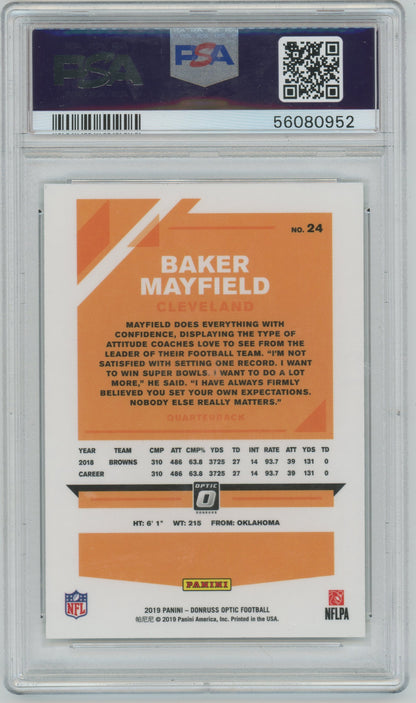 PSA
PSA
56080952
NO. 24
BAKER
MAYFIELD
CLEVELAND
MAYFIELD DOES EVERYTHING WITH
CONFIDENCE, DISPLAYING THE TYPE OF
ATTITUDE COACHES LOVE TO SEE FROM THE
LEADER OF THEIR FOOTBALL TEAM. "I'M NOT
SATISFIED WITH SETTING ONE RECORD. I WANT
TO WIN SUPER BOWLS. I WANT TO DO A LOT
MORE," HE SAID. "I HAVE ALWAYS FIRMLY
BELIEVED YOU SET YOUR OWN EXPECTATIONS.
NOBODY ELSE REALLY MATTERS."
QUARTERBACK
YEAR TEAM CMP ATT CMP% YDS TD INT RATE ATT YDS TD
2018 BROWNS 310 486 63.8 3725 27 14 93.7 39 131 0
CAREER 310 486 63.8 3725 27 14 93.7 39 131 0
OPTIC
DONRUSS
HT: 6' 1" WT: 215 FROM: OKLAHOMA
PANINI
NFL
NFLPA
2019 PANINI – DONRUSS OPTIC FOOTBALL
帕尼尼 © 2019 Panini America, Inc. Printed in the USA.